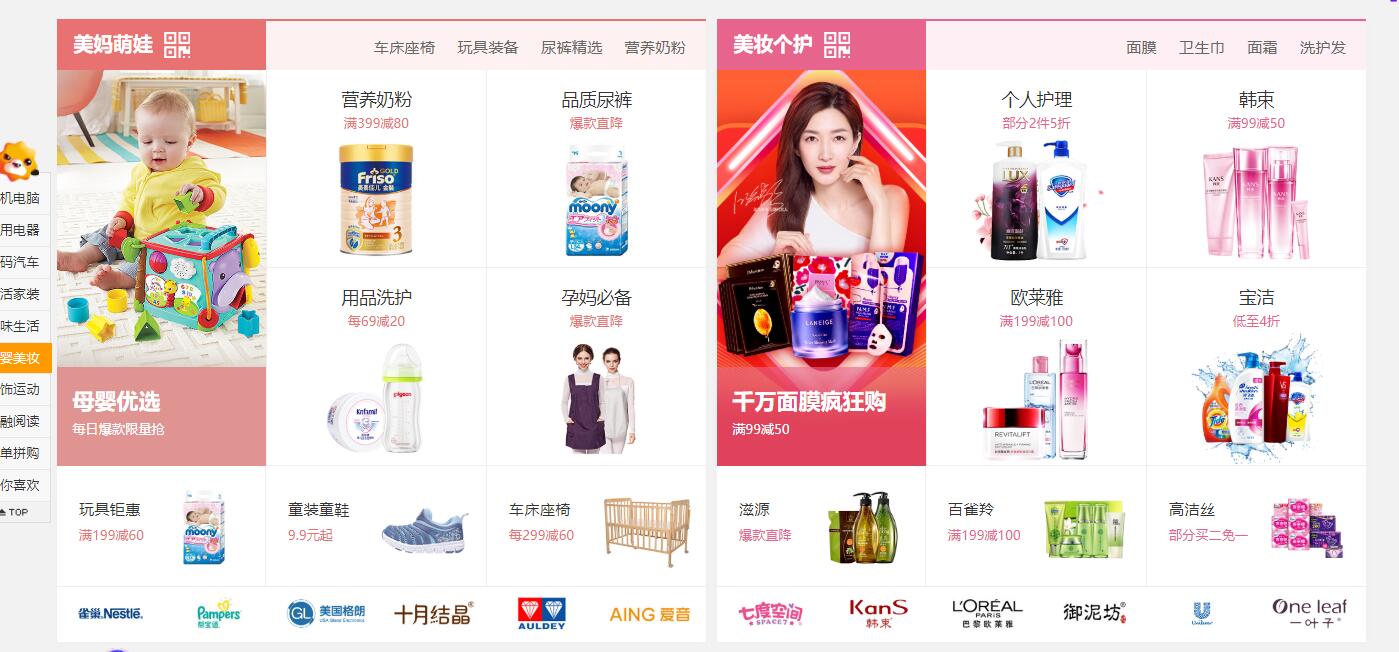 美妈萌娃
车床座椅 玩具装备 尿裤精选 营养奶粉
营养奶粉
满399减80
品质尿裤
爆款直降
Friso
GOLD
3
moony
用品洗护
每69减20
孕妈必备
爆款直降
pigeon
母婴优选
每日爆款限量抢
玩具钜惠
满199减60
moony
童装童鞋
9.9元起
车床座椅
每299减60
雀巢 Nestlé
Pampers
帮宝适
GL 美国格朗
十月结晶
AULDEY
AING 爱音
美妆个护
面膜 卫生巾 面霜 洗护发
个人护理
部分2件5折
LUX
韩束
满99减50
KANS
LANEIGE
欧莱雅
满199减100
L'ORÉAL
REVITALIFT
宝洁
低至4折
千万面膜疯狂购
满99减50
滋源
爆款直降
百雀羚
满199减100
高洁丝
部分买二免一
七度空间
SPACE7
KanS
韩束
L'ORÉAL
PARIS
巴黎欧莱雅
御泥坊
Unilever
One leaf
一叶子
机电脑
用电器
码汽车
活家装
味生活
婴美妆
饰运动
融阅读
单拼购
你喜欢
TOP